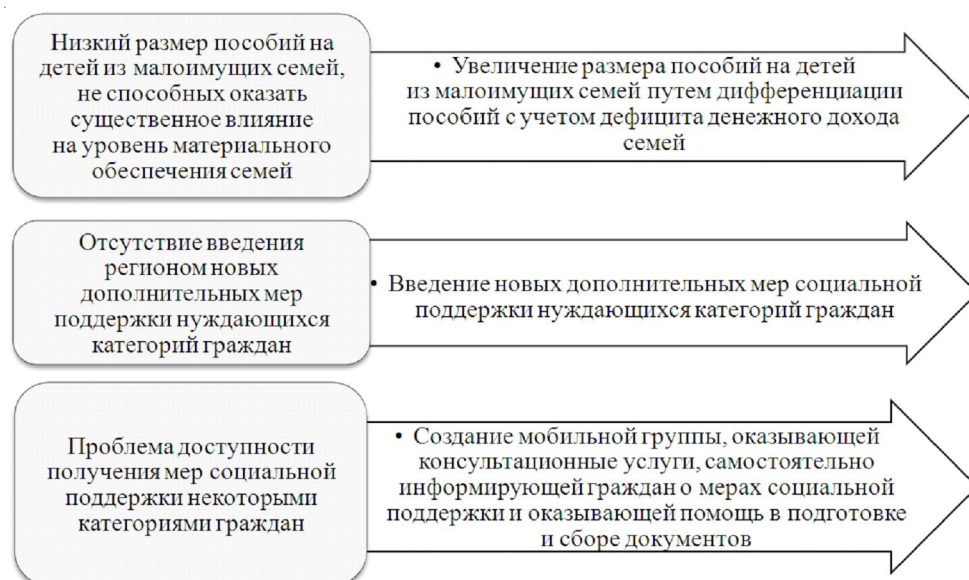 Низкий размер пособий на
детей из малоимущих семей,
не способных оказать
существенное влияние
на уровень материального
обеспечения семей
• Увеличение размера пособий на детей
из малоимущих семей путем дифференциации
пособий с учетом дефицита денежного дохода
семей
Отсутствие введения
регионом новых
дополнительных мер
поддержки нуждающихся
категорий граждан
• Введение новых дополнительных мер социальной
поддержки нуждающихся категорий граждан
Проблема доступности
получения мер социальной
поддержки некоторыми
категориями граждан
• Создание мобильной группы, оказывающей
консультационные услуги, самостоятельно
информирующей граждан о мерах социальной
поддержки и оказывающей помощь в подготовке
и сборе документов